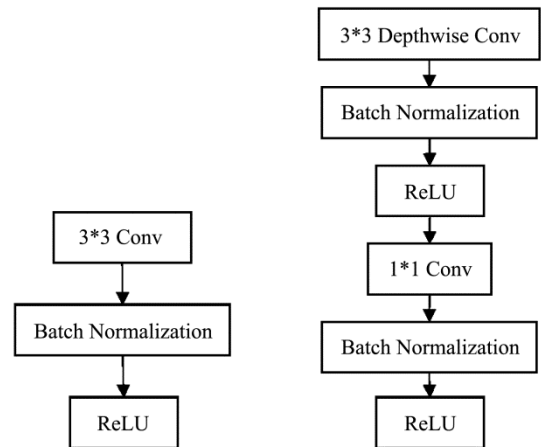 3*3 Conv
Batch Normalization
ReLU
3*3 Depthwise Conv
Batch Normalization
ReLU
1*1 Conv
Batch Normalization
ReLU